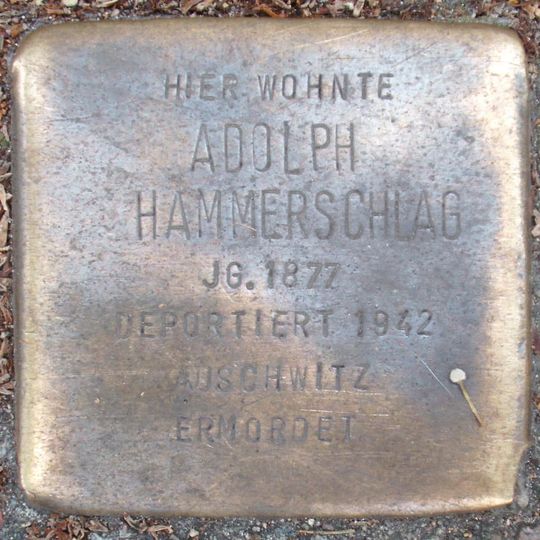 HIER WOHNTE
ADOLPH
HAMMERSCHLAG
JG. 1877
DEPORTIERT 1942
AUSCHWITZ
ERMORDET